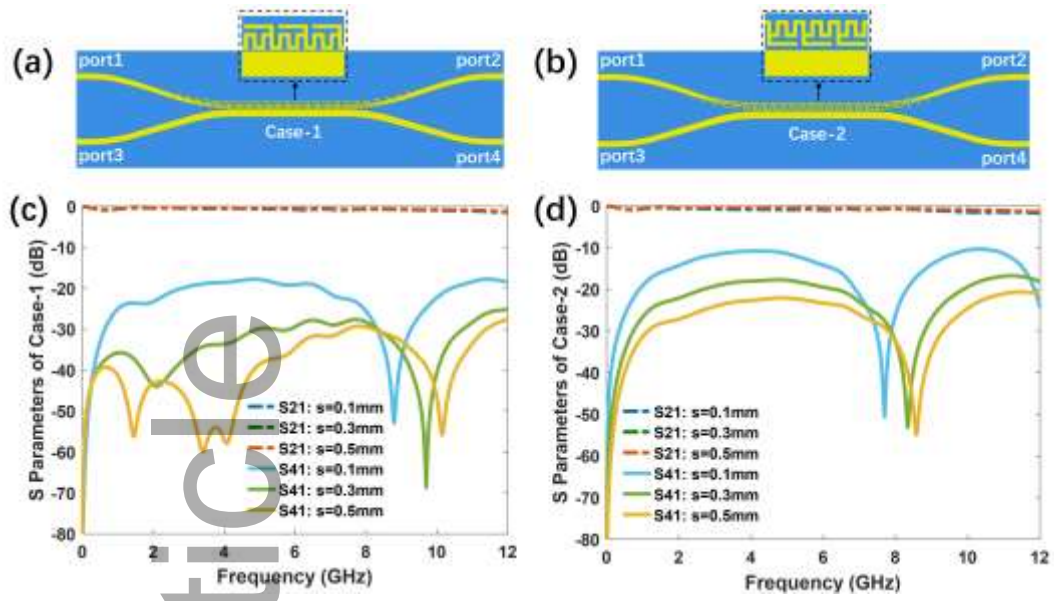 (a)
port1
port2
Case-1
port3
port4
(b)
port1
port2
Case-2
port3
port4
(c)
S Parameters of Case-1 (dB)
0
-10
-20
-30
-40
-50
-60
-70
-80
S21: s=0.1mm
S21: s=0.3mm
S21: s=0.5mm
S41: s=0.1mm
S41: s=0.3mm
S41: s=0.5mm
0 2 4 6 8 10 12
Frequency (GHz)
(d)
S Parameters of Case-2 (dB)
0
-10
-20
-30
-40
-50
-60
-70
-80
S21: s=0.1mm
S21: s=0.3mm
S21: s=0.5mm
S41: s=0.1mm
S41: s=0.3mm
S41: s=0.5mm
0 2 4 6 8 10 12
Frequency (GHz)
ticle